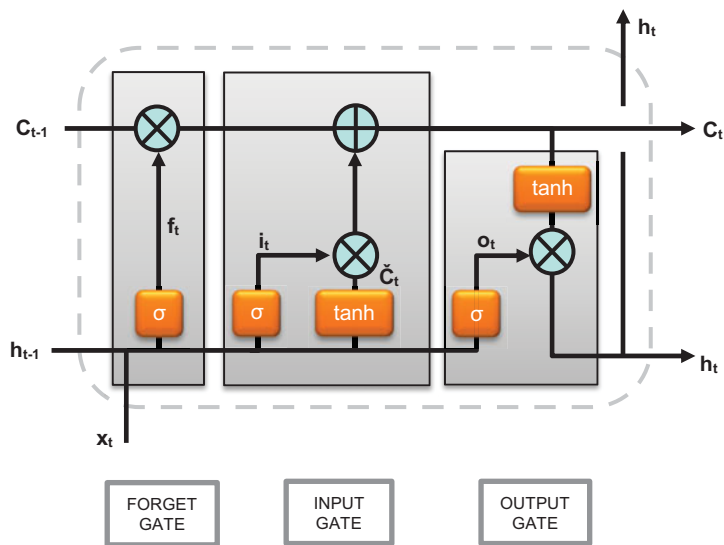 hₜ
Cₜ₋₁
Cₜ
tanh
fₜ
iₜ
oₜ
Čₜ
σ
σ
tanh
σ
hₜ₋₁
hₜ
xₜ
FORGET
GATE
INPUT
GATE
OUTPUT
GATE